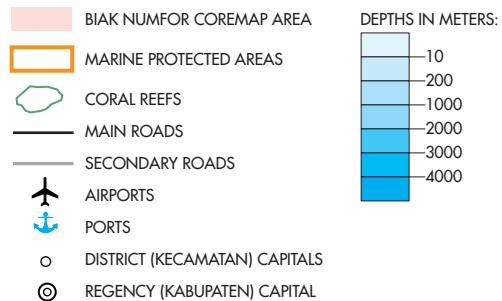 BIAK NUMFOR COREMAP AREA
MARINE PROTECTED AREAS
CORAL REEFS
MAIN ROADS
SECONDARY ROADS
AIRPORTS
PORTS
DISTRICT (KECAMATAN) CAPITALS
REGENCY (KABUPATEN) CAPITAL
DEPTHS IN METERS:
10
200
1000
2000
3000
4000